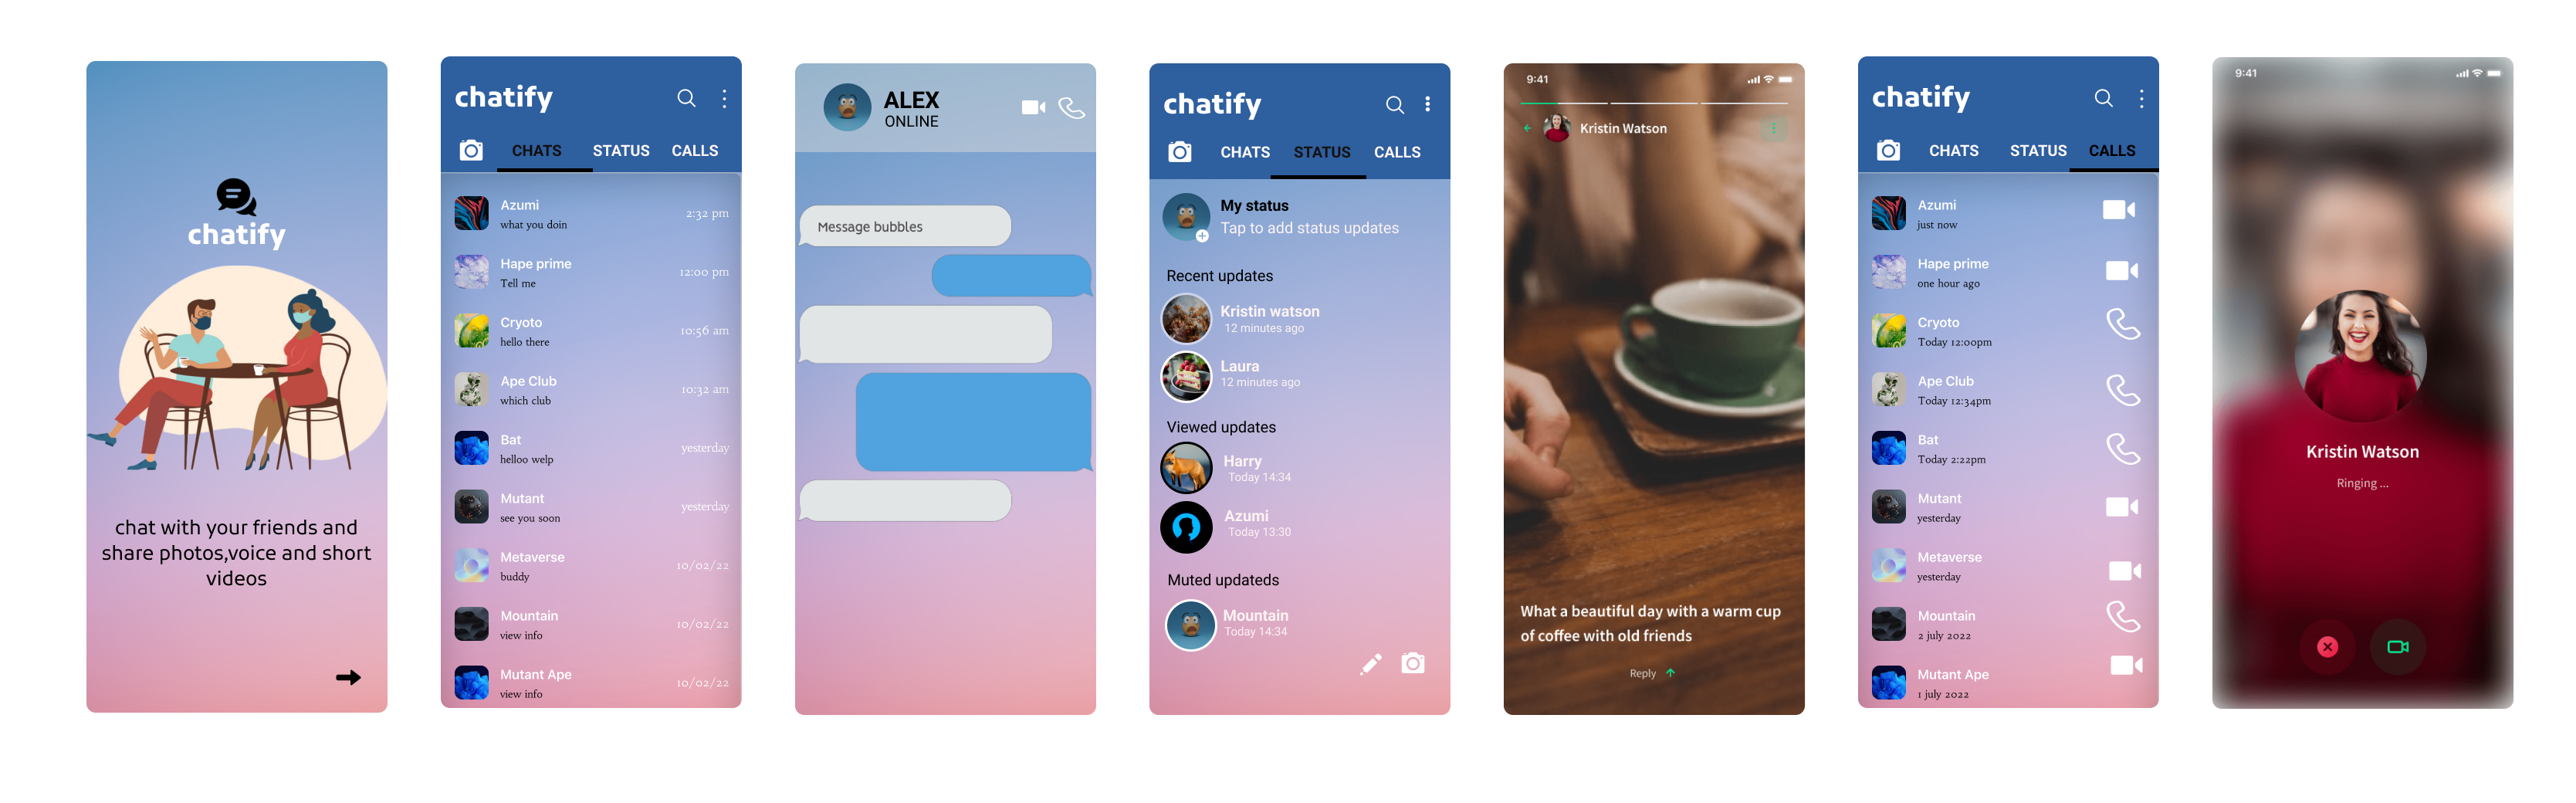 chatify
chat with your friends and
share photos,voice and short
videos
chatify
CHATS STATUS CALLS
Azumi
what you doin
2:32 pm
Hape prime
Tell me
12:00 pm
Cryoto
hello there
10:56 am
Ape Club
which club
10:32 am
Bat
helloo welp
yesterday
Mutant
see you soon
yesterday
Metaverse
buddy
10/02/22
Mountain
view info
10/02/22
Mutant Ape
view info
10/02/22
ALEX
ONLINE
Message bubbles
chatify
CHATS STATUS CALLS
My status
Tap to add status updates
Recent updates
Kristin watson
12 minutes ago
Laura
12 minutes ago
Viewed updates
Harry
Today 14:34
Azumi
Today 13:30
Muted updateds
Mountain
Today 14:34
9:41
Kristin Watson
What a beautiful day with a warm cup
of coffee with old friends
Reply
chatify
CHATS STATUS CALLS
Azumi
just now
Hape prime
one hour ago
Cryoto
Today 12:00pm
Ape Club
Today 12:34pm
Bat
Today 2:22pm
Mutant
yesterday
Metaverse
yesterday
Mountain
2 july 2022
Mutant Ape
1 july 2022
9:41
Kristin Watson
Ringing ...